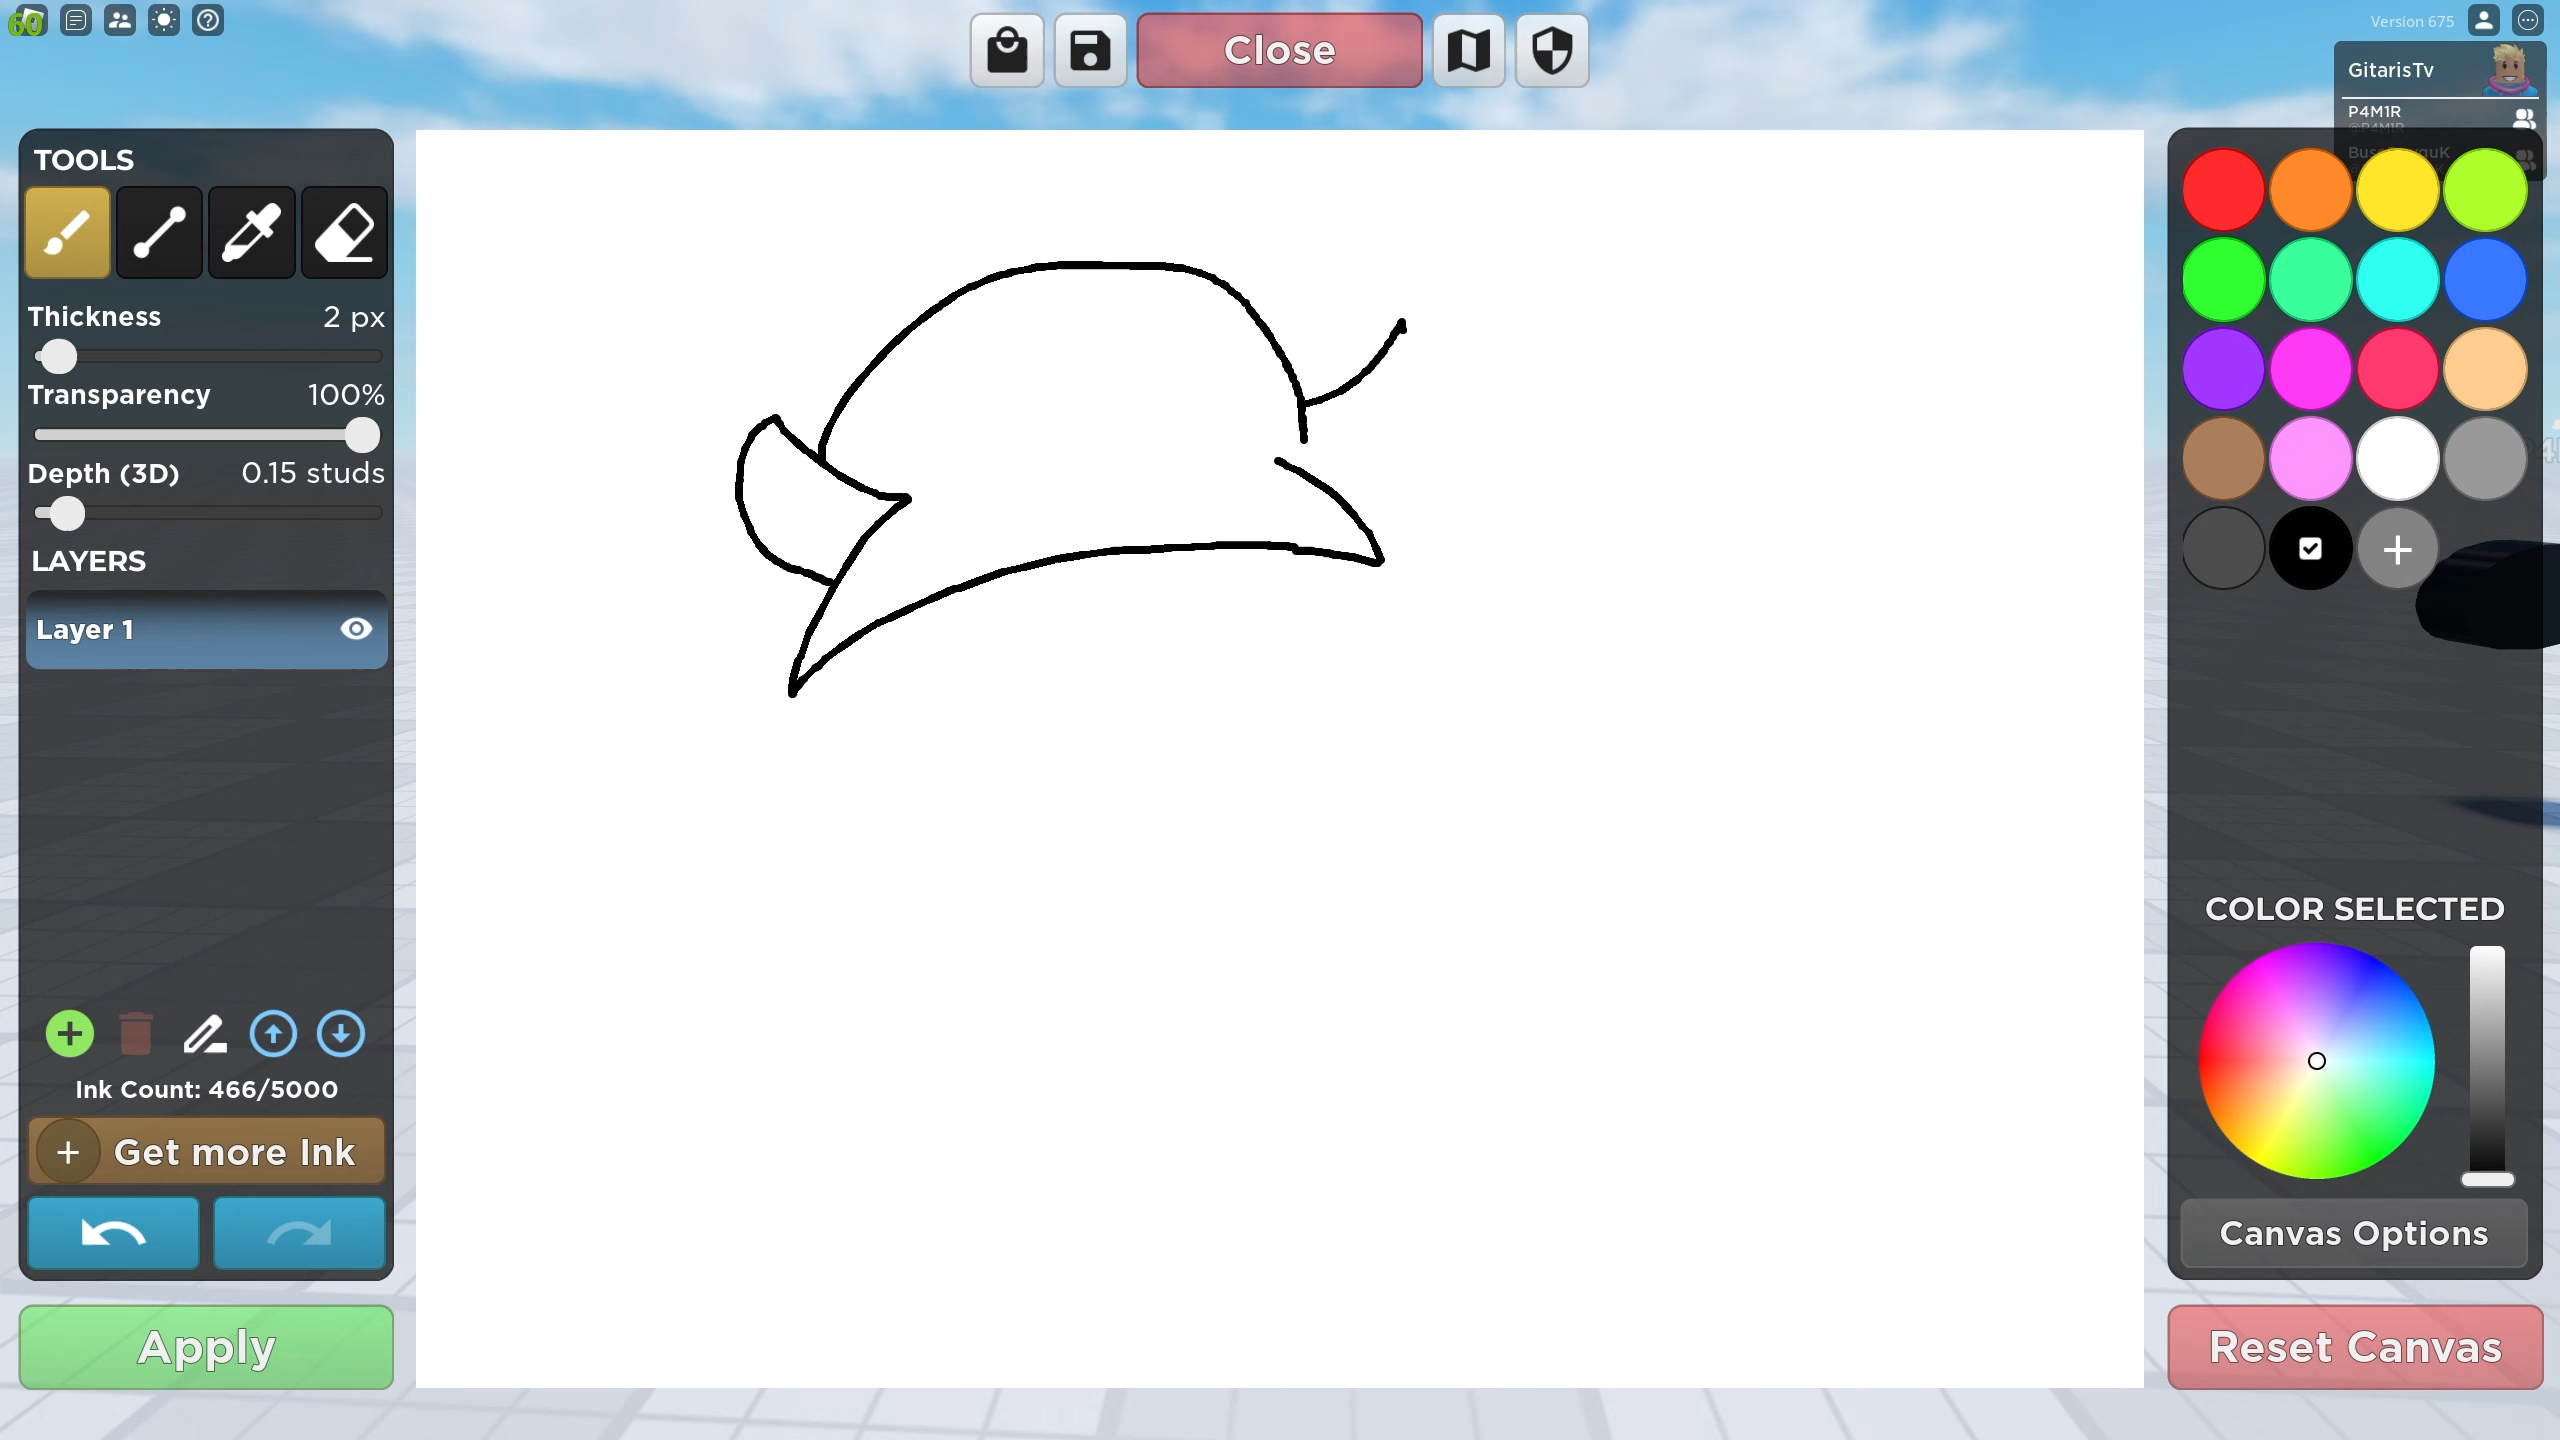 60
Close
Version 675
GitarisTv
P4M1R
@P4M1R
TOOLS
Thickness 2 px
Transparency 100%
Depth (3D) 0.15 studs
LAYERS
Layer 1
Ink Count: 466/5000
+ Get more Ink
Apply
COLOR SELECTED
Canvas Options
Reset Canvas